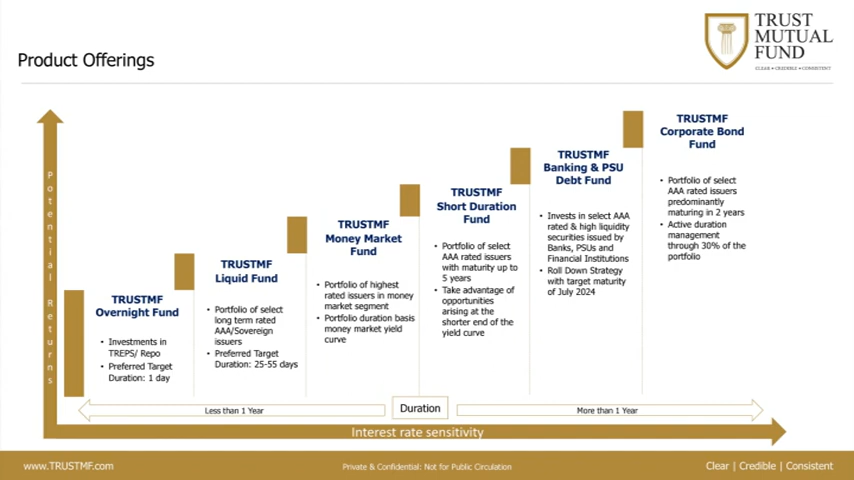 Product Offerings
TRUST
MUTUAL
FUND
CLEAR • CREDIBLE • CONSISTENT
Potential Returns
TRUSTMF
Overnight Fund
• Investments in
TREPS/ Repo
• Preferred Target
Duration: 1 day
TRUSTMF
Liquid Fund
• Portfolio of select
long term rated
AAA/Sovereign
issuers
• Preferred Target
Duration: 25-55 days
TRUSTMF
Money Market
Fund
• Portfolio of highest
rated issuers in money
market segment
• Portfolio duration basis
money market yield
curve
TRUSTMF
Short Duration
Fund
• Portfolio of select
AAA rated issuers
with maturity up to
5 years
• Take advantage of
opportunities
arising at the
shorter end of the
yield curve
TRUSTMF
Banking & PSU
Debt Fund
• Invests in select AAA
rated & high liquidity
securities issued by
Banks, PSUs and
Financial Institutions
• Roll Down Strategy
with target maturity
of July 2024
TRUSTMF
Corporate Bond
Fund
• Portfolio of select
AAA rated issuers
predominantly
maturing in 2 years
• Active duration
management
through 30% of the
portfolio
Less than 1 Year
Duration
More than 1 Year
Interest rate sensitivity
www.TRUSTMF.com
Private & Confidential: Not for Public Circulation
Clear | Credible | Consistent